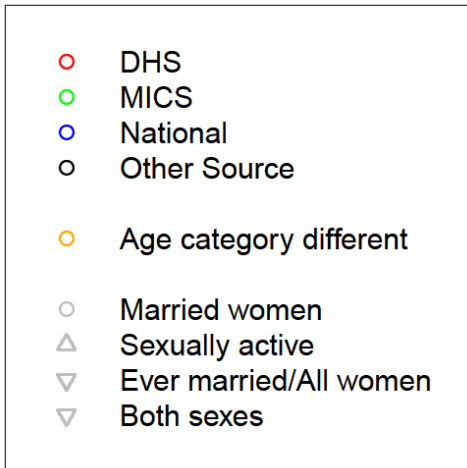 DHS
MICS
National
Other Source
Age category different
Married women
Sexually active
Ever married/All women
Both sexes